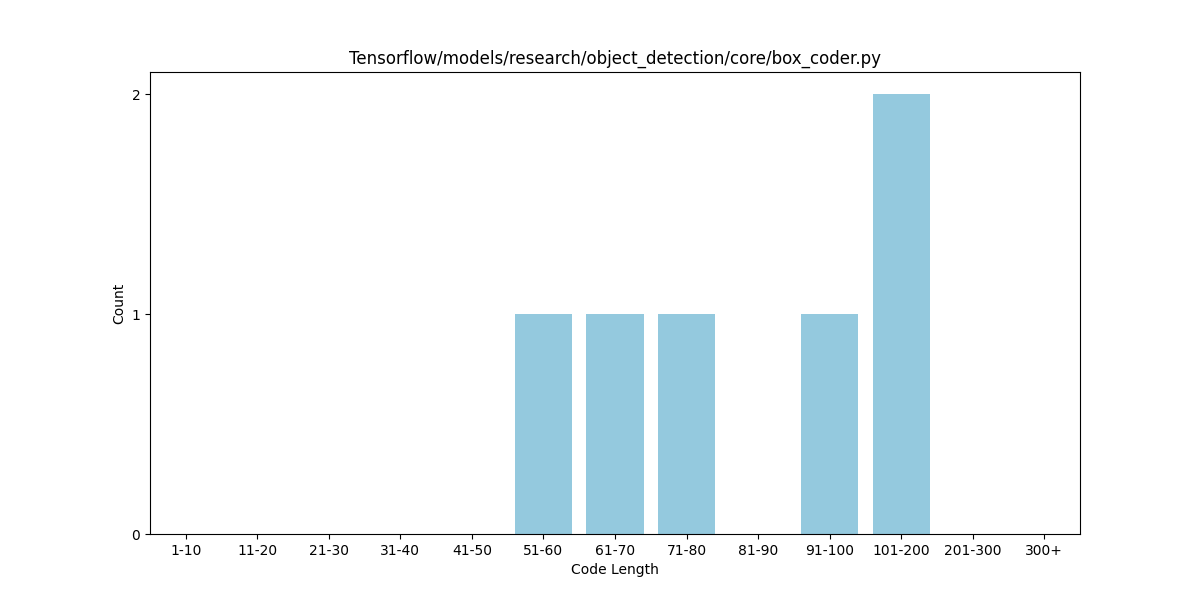 Tensorflow/models/research/object_detection/core/box_coder.py
Count
2
1
0
1-10 11-20 21-30 31-40 41-50 51-60 61-70 71-80 81-90 91-100 101-200 201-300 300+
Code Length